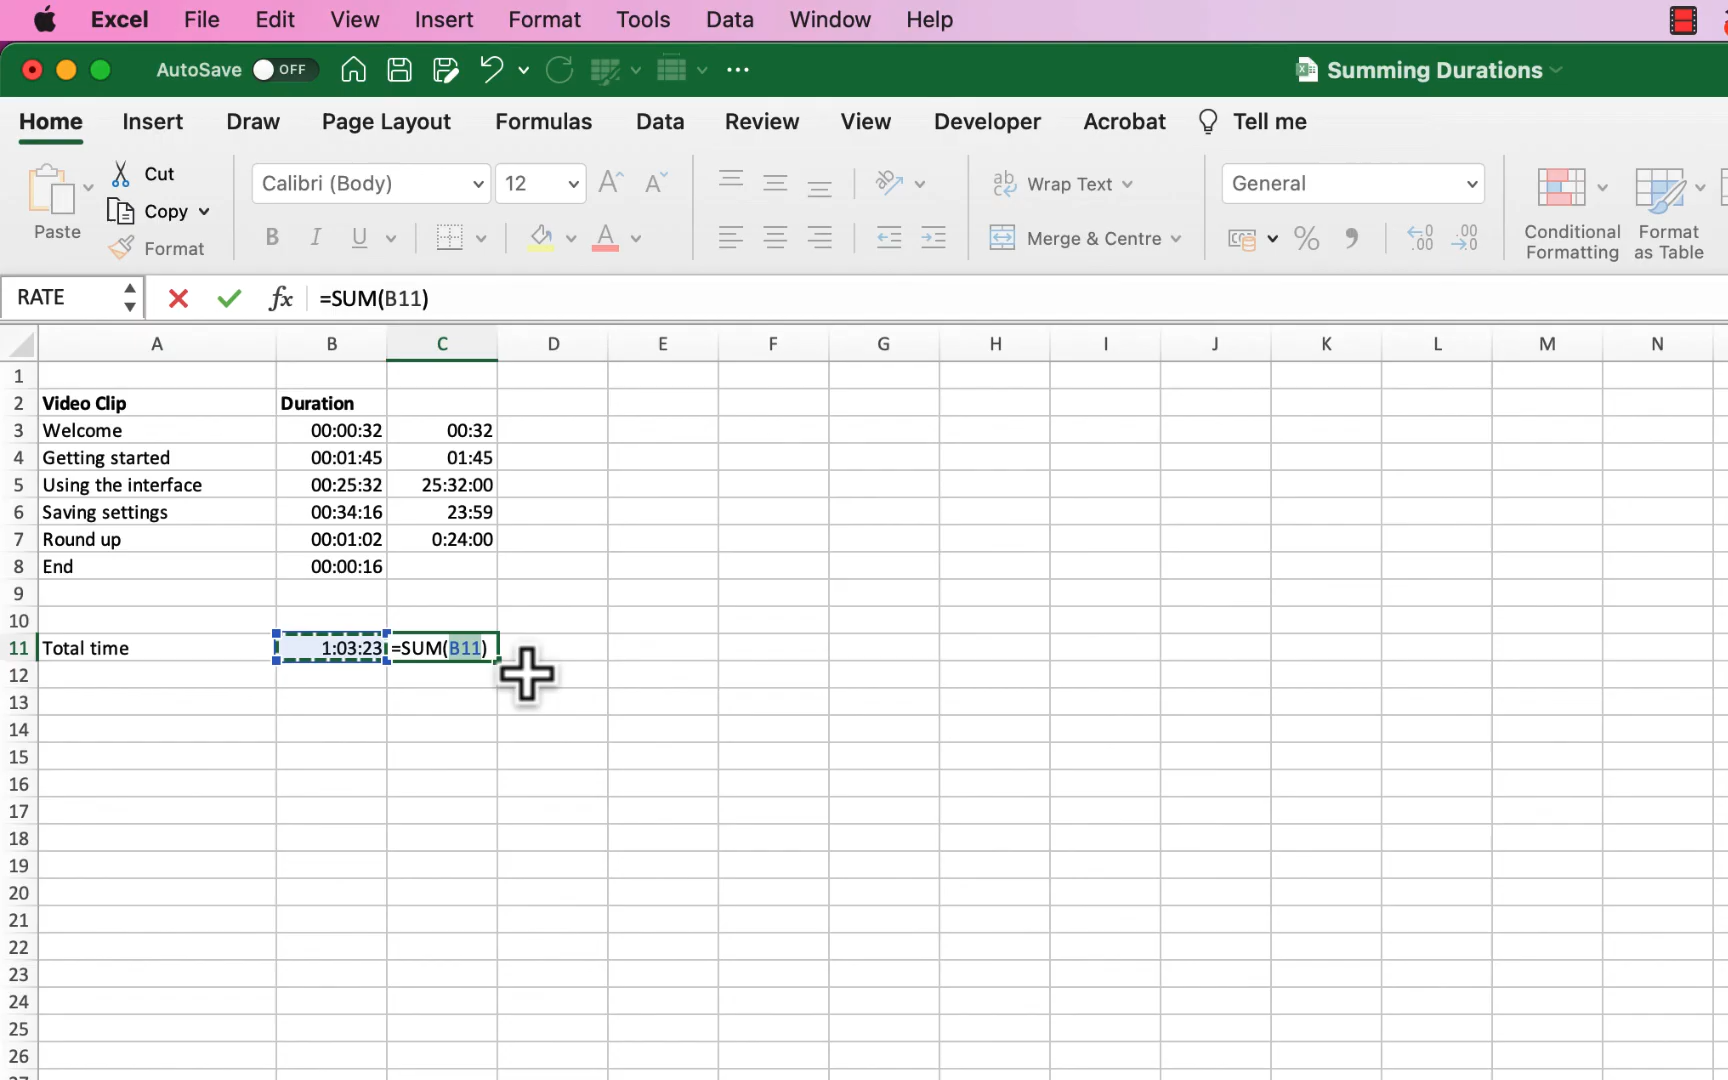 Excel File Edit View Insert Format Tools Data Window Help
AutoSave OFF Summing Durations
Home Insert Draw Page Layout Formulas Data Review View Developer Acrobat Tell me
Paste Cut Copy Format
Calibri (Body) 12 A A
B I U A
ab Wrap Text
Merge & Centre
General
% 9 .00 .00
Conditional Formatting
Format as Table
RATE fx =SUM(B11)
A B C D E F G H I J K L M N
1
2 Video Clip Duration
3 Welcome 00:00:32 00:32
4 Getting started 00:01:45 01:45
5 Using the interface 00:25:32 25:32:00
6 Saving settings 00:34:16 23:59
7 Round up 00:01:02 0:24:00
8 End 00:00:16
9
10
11 Total time 1:03:23 =SUM(B11)
12
13
14
15
16
17
18
19
20
21
22
23
24
25
26